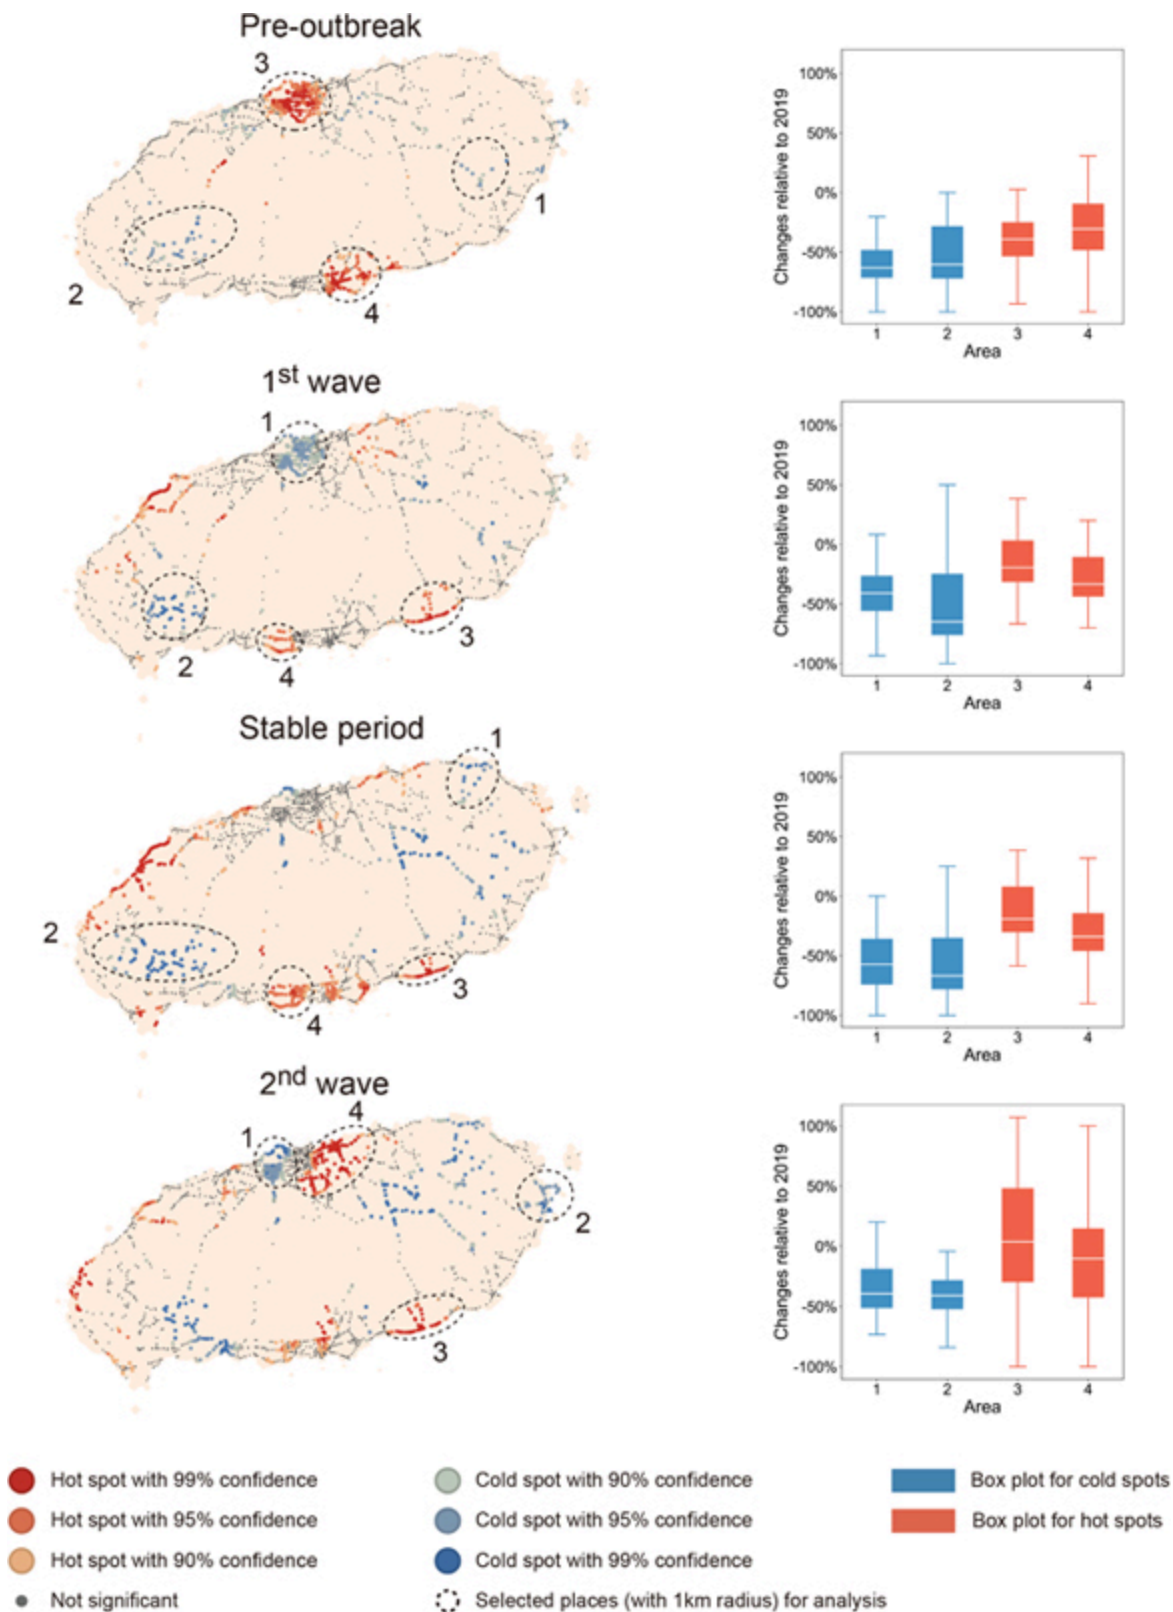 Pre-outbreak
3
1
2
4
Changes relative to 2019
100%
50%
0%
-50%
-100%
1 2 3 4
Area
1st wave
1
2
3
4
Changes relative to 2019
100%
50%
0%
-50%
-100%
1 2 3 4
Area
Stable period
1
2
3
4
Changes relative to 2019
100%
50%
0%
-50%
-100%
1 2 3 4
Area
2nd wave
4
1
2
3
Changes relative to 2019
100%
50%
0%
-50%
-100%
1 2 3 4
Area
Hot spot with 99% confidence
Hot spot with 95% confidence
Hot spot with 90% confidence
Not significant
Cold spot with 90% confidence
Cold spot with 95% confidence
Cold spot with 99% confidence
Selected places (with 1km radius) for analysis
Box plot for cold spots
Box plot for hot spots